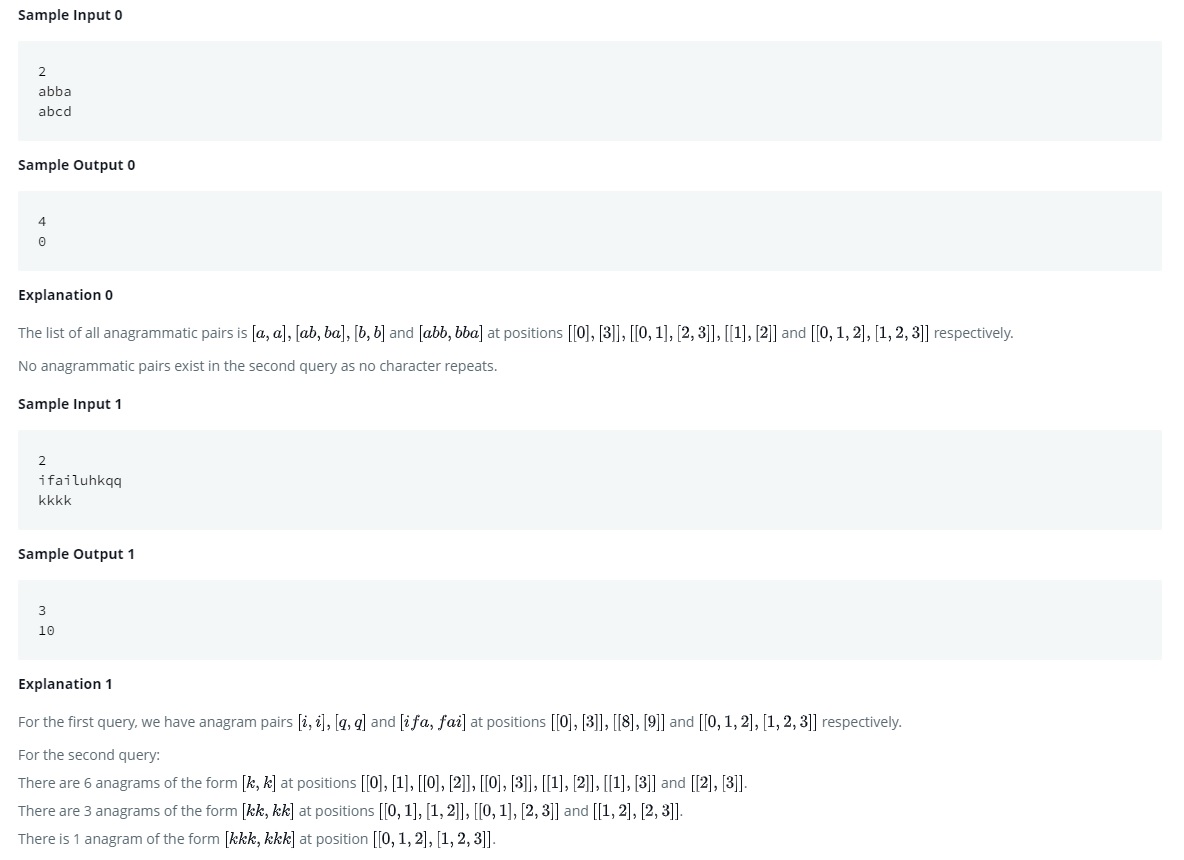 Sample Input 0
2
abba
abcd
Sample Output 0
4
0
Explanation 0
The list of all anagrammatic pairs is [a, a], [ab, ba], [b, b] and [abb, bba] at positions [[0], [3]], [[0, 1], [2, 3]], [[1], [2]] and [[0, 1, 2], [1, 2, 3]] respectively.
No anagrammatic pairs exist in the second query as no character repeats.
Sample Input 1
2
ifailuhkqq
kkkk
Sample Output 1
3
10
Explanation 1
For the first query, we have anagram pairs [i, i], [q, q] and [ifa, fai] at positions [[0], [3]], [[8], [9]] and [[0, 1, 2], [1, 2, 3]] respectively.
For the second query:
There are 6 anagrams of the form [k, k] at positions [[0], [1], [[0], [2]], [[0], [3]], [[1], [2]], [[1], [3]] and [[2], [3]].
There are 3 anagrams of the form [kk, kk] at positions [[0, 1], [1, 2]], [[0, 1], [2, 3]] and [[1, 2], [2, 3]].
There is 1 anagram of the form [kkk, kkk] at position [[0, 1, 2], [1, 2, 3]].